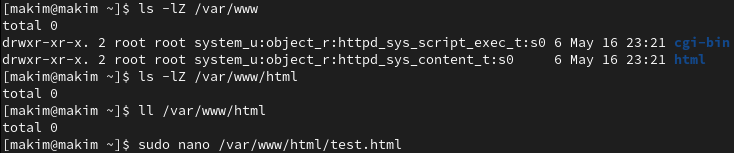 [makim@makim ~]$ ls -lZ /var/www
total 0
drwxr-xr-x. 2 root root system_u:object_r:httpd_sys_script_exec_t:s0 6 May 16 23:21 cgi-bin
drwxr-xr-x. 2 root root system_u:object_r:httpd_sys_content_t:s0     6 May 16 23:21 html
[makim@makim ~]$ ls -lZ /var/www/html
total 0
[makim@makim ~]$ ll /var/www/html
total 0
[makim@makim ~]$ sudo nano /var/www/html/test.html